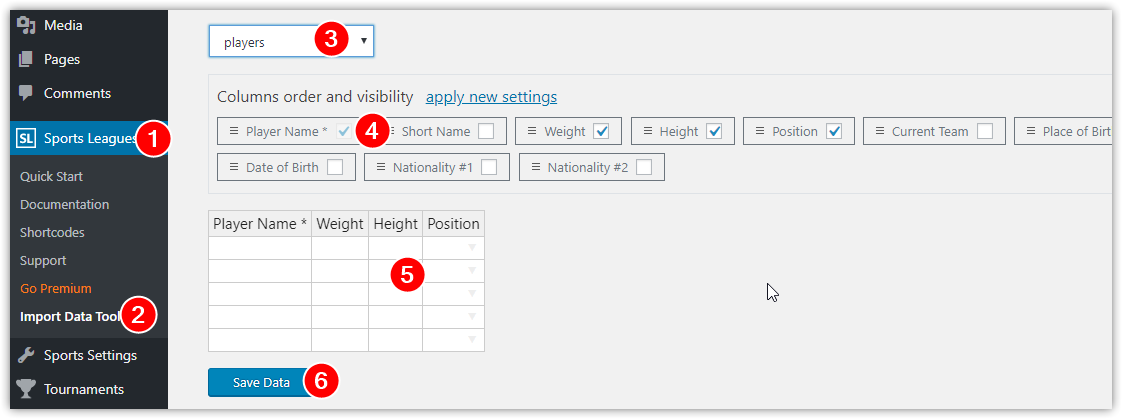 Media
Pages
Comments
SL Sports Leagues 1
Quick Start
Documentation
Shortcodes
Support
Go Premium
Import Data Tool 2
Sports Settings
Tournaments
players 3
Columns order and visibility apply new settings
Player Name * 4 Short Name Weight Height Position Current Team Place of Birt
Date of Birth Nationality #1 Nationality #2
Player Name * Weight Height Position
5
Save Data 6